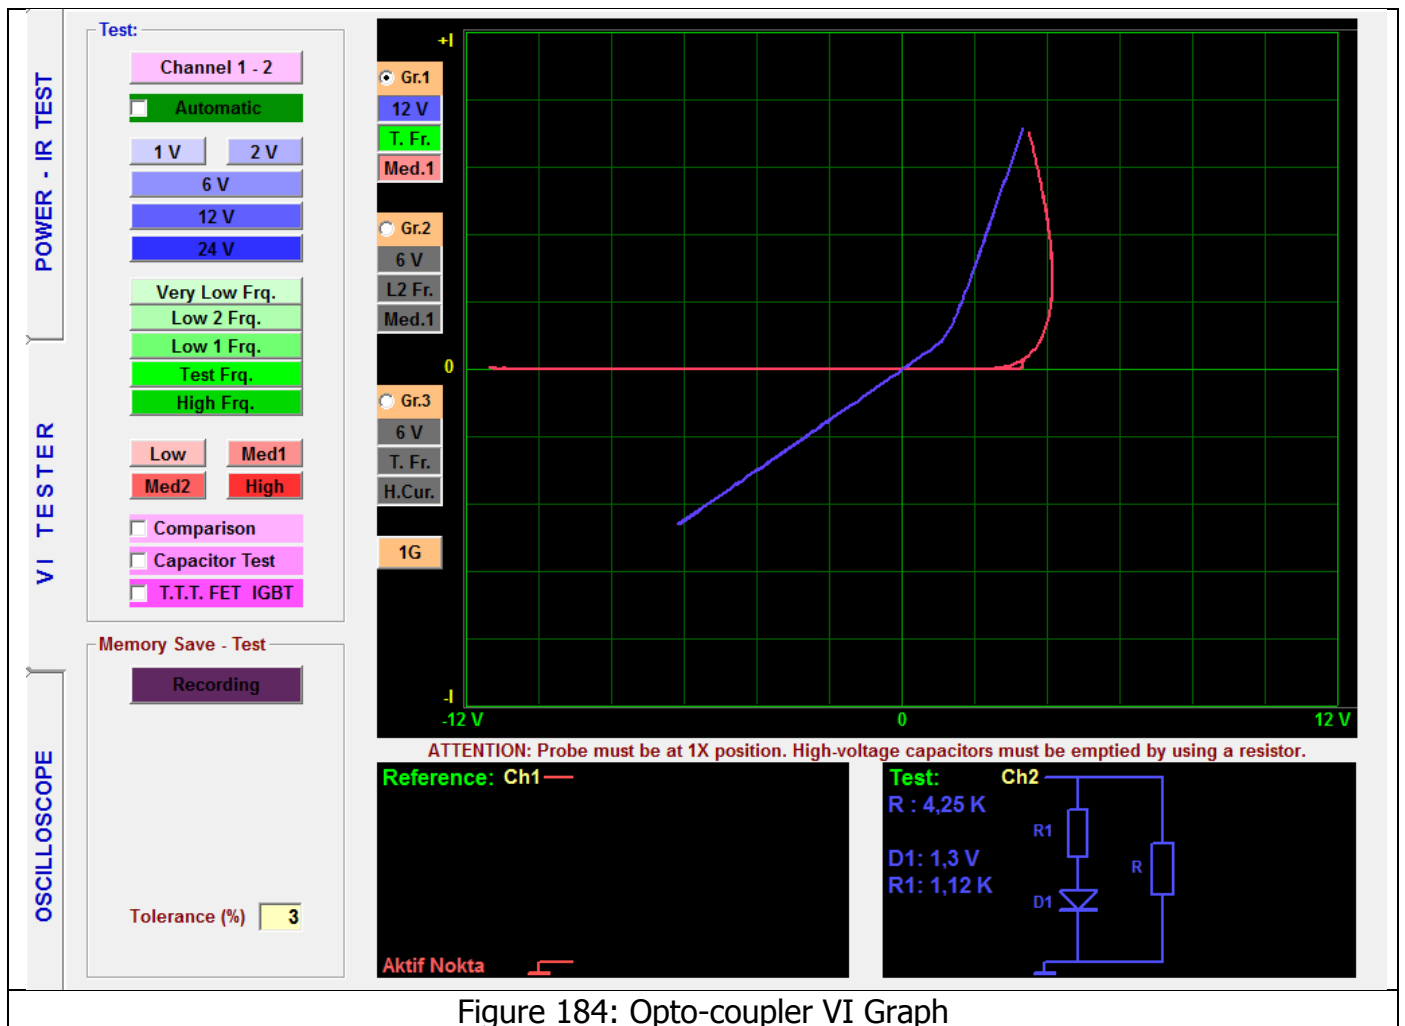 POWER - IR TEST
VI TESTER
OSCILLOSCOPE
Test:
Channel 1 - 2
Automatic
1 V
2 V
6 V
12 V
24 V
Very Low Frq.
Low 2 Frq.
Low 1 Frq.
Test Frq.
High Frq.
Low
Med1
Med2
High
Comparison
Capacitor Test
T.T.T. FET IGBT
Memory Save - Test
Recording
Tolerance (%) 3
Gr.1
12 V
T. Fr.
Med.1
Gr.2
6 V
L2 Fr.
Med.1
Gr.3
6 V
T. Fr.
H.Cur.
1G
+I
0
-I
-12 V
0
12 V
ATTENTION: Probe must be at 1X position. High-voltage capacitors must be emptied by using a resistor.
Reference: Ch1
Aktif Nokta
Test: Ch2
R : 4,25 K
D1: 1,3 V
R1: 1,12 K
R1
D1
R
Figure 184: Opto-coupler VI Graph